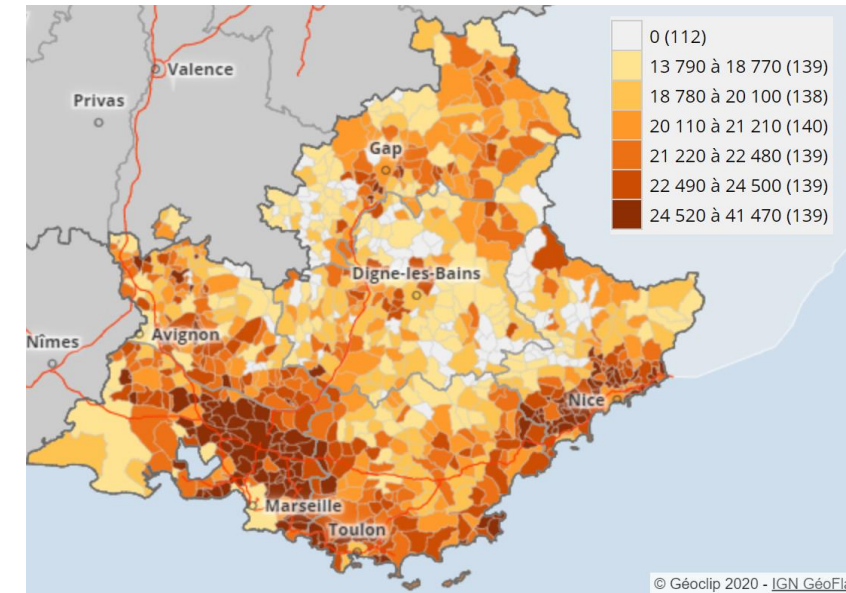 0 (112)
13 790 à 18 770 (139)
18 780 à 20 100 (138)
20 110 à 21 210 (140)
21 220 à 22 480 (139)
22 490 à 24 500 (139)
24 520 à 41 470 (139)
Valence
Privas
Gap
Digne-les-Bains
Avignon
Nîmes
Nice
Marseille
Toulon
© Géoclip 2020 - IGN GéoFla